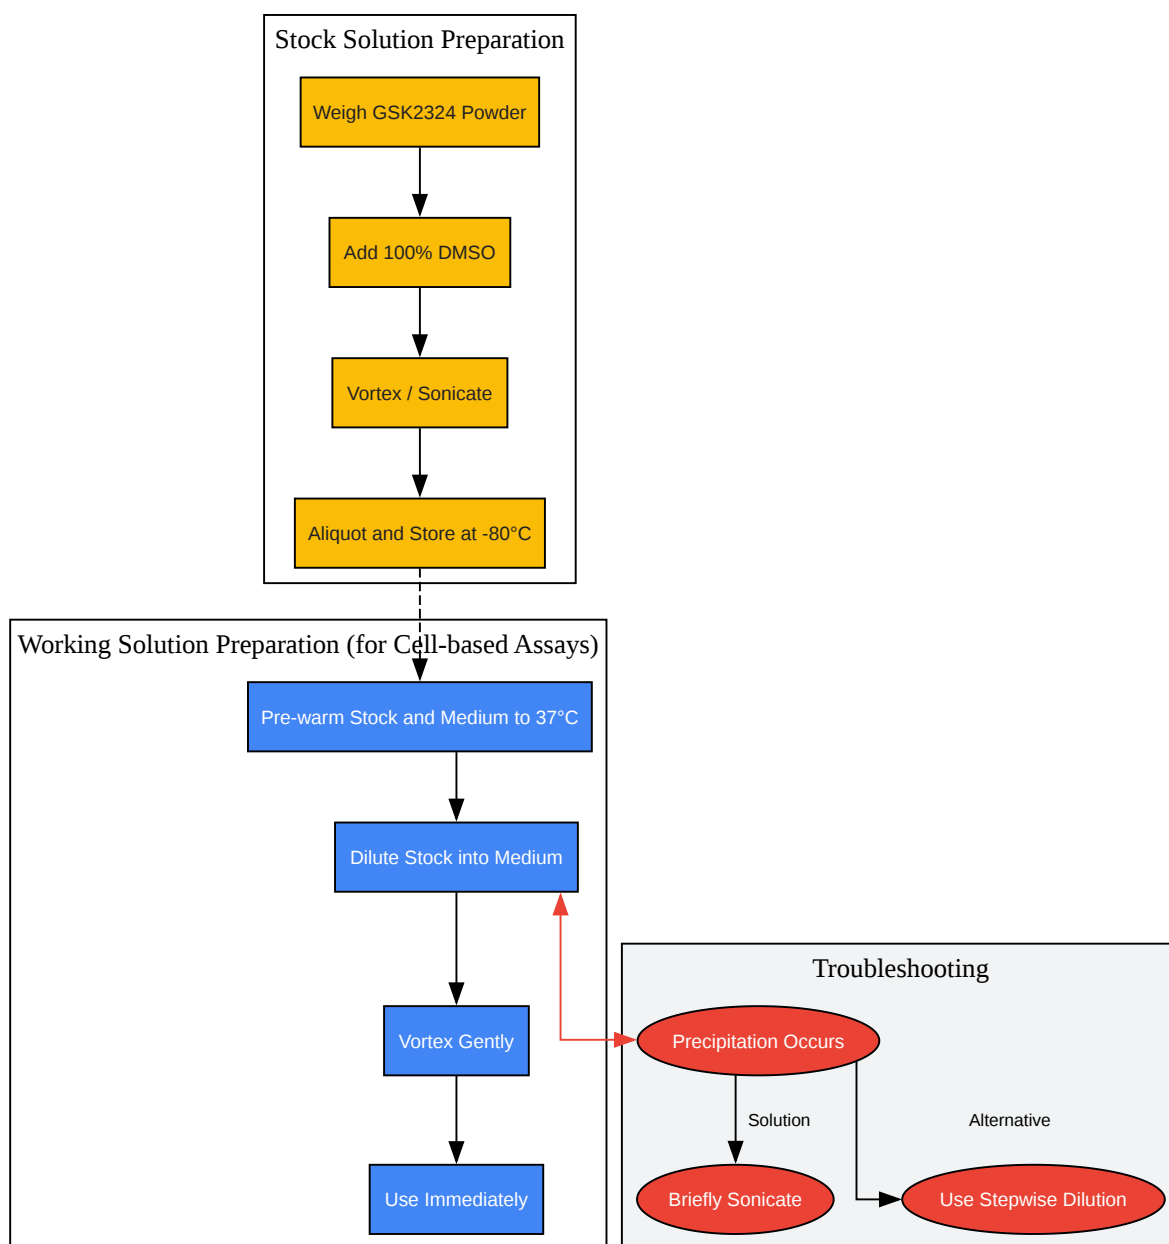 Stock Solution Preparation
Weigh GSK2324 Powder
Add 100% DMSO
Vortex / Sonicate
Aliquot and Store at -80°C
Working Solution Preparation (for Cell-based Assays)
Pre-warm Stock and Medium to 37°C
Dilute Stock into Medium
Vortex Gently
Use Immediately
Troubleshooting
Precipitation Occurs
Solution
Alternative
Briefly Sonicate
Use Stepwise Dilution